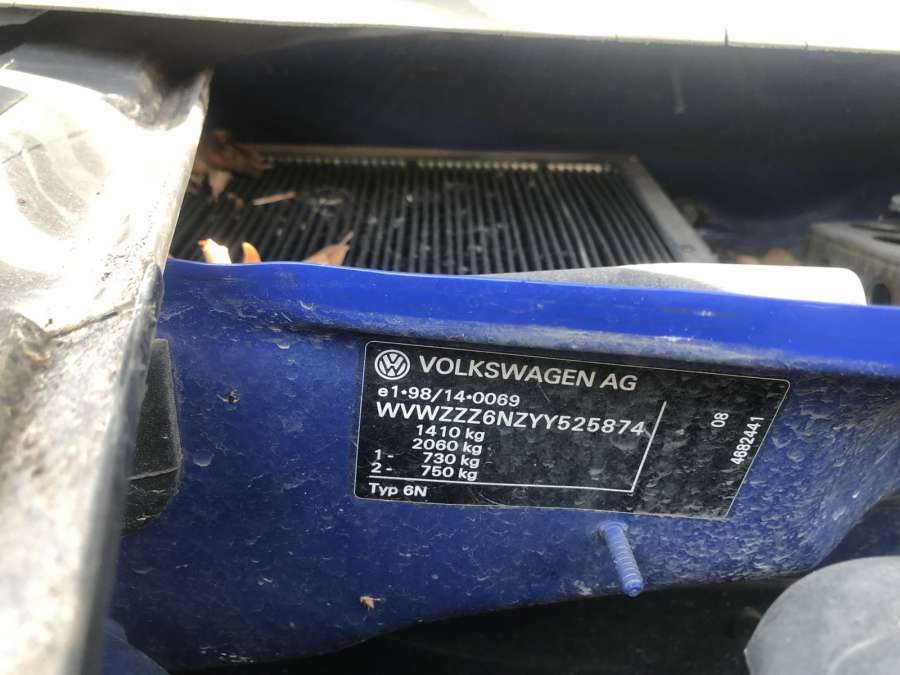 VOLKSWAGEN AG
e1•98/14•0069
WVWZZZ6NZYY525874
1410 kg
2060 kg
1 - 730 kg
2 - 750 kg
Typ 6N
08
4682441